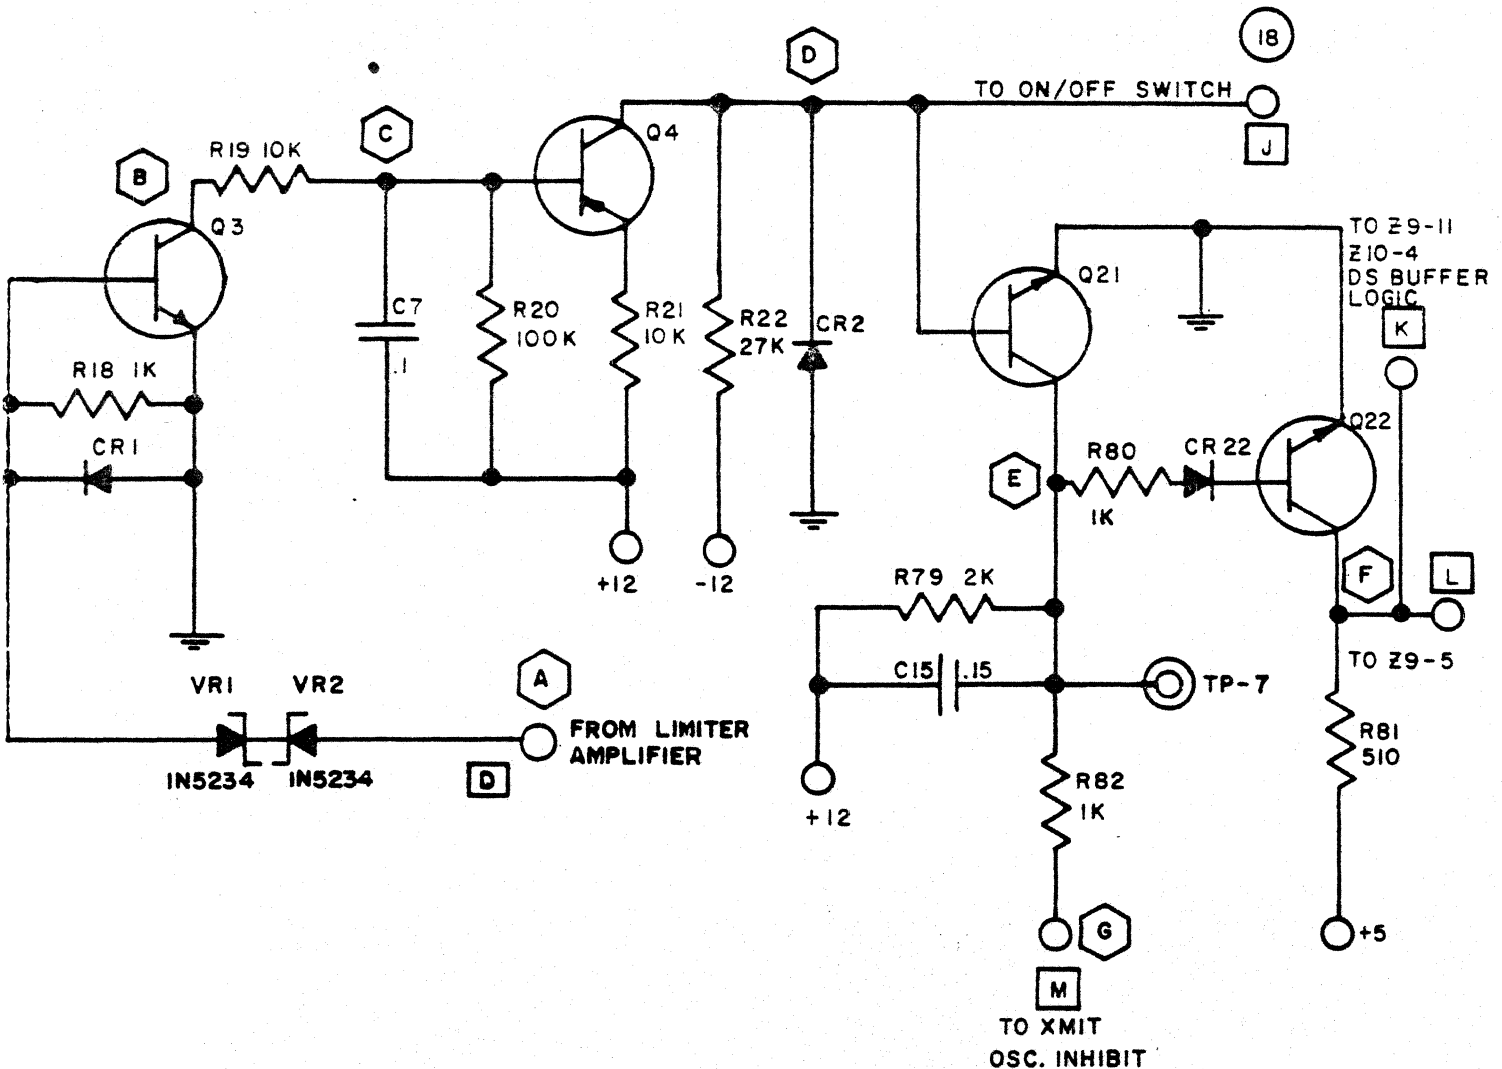 18
D
TO ON/OFF SWITCH
J
C
Q4
R19 10K
B
Q3
TO Z9-11
Z10-4
DS BUFFER
LOGIC
K
Q21
C7
.1
R20
100K
R21
10K
R22
27K
CR2
R18 1K
CR1
Q22
R80
1K
CR22
E
+12
-12
R79 2K
F
L
TO Z9-5
C15
.15
TP-7
VR1
VR2
A
FROM LIMITER
AMPLIFIER
1N5234
1N5234
D
R81
510
R82
1K
+12
G
+5
M
TO XMIT
OSC. INHIBIT